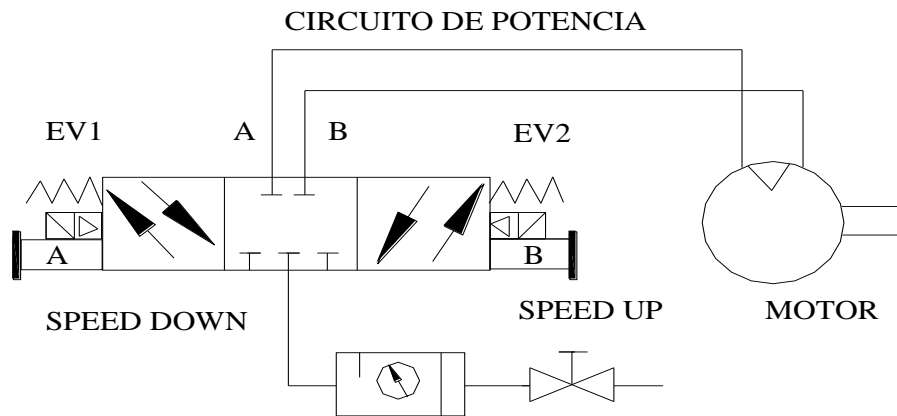 CIRCUITO DE POTENCIA
EV1
A
B
EV2
A
B
SPEED DOWN
SPEED UP
MOTOR